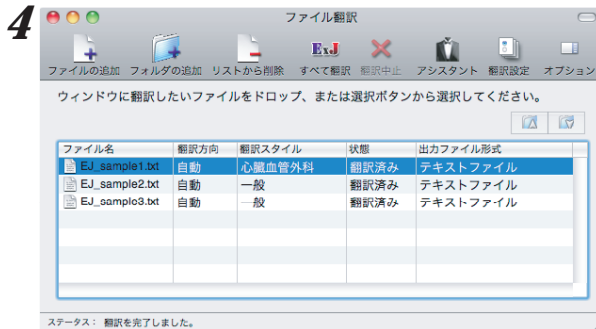 4
ファイル翻訳
ファイルの追加 フォルダの追加 リストから削除 すべて翻訳 翻訳中止 アシスタント 翻訳設定 オプション
ウィンドウに翻訳したいファイルをドロップ、または選択ボタンから選択してください。
ファイル名 翻訳方向 翻訳スタイル 状態 出力ファイル形式
EJ_sample1.txt 自動 心臓血管外科 翻訳済み テキストファイル
EJ_sample2.txt 自動 一般 翻訳済み テキストファイル
EJ_sample3.txt 自動 一般 翻訳済み テキストファイル
ステータス： 翻訳を完了しました。